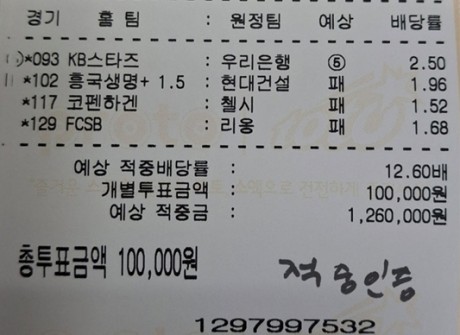 경기 홈 팀 : 원정팀 예상 배당률
*093 KB스타즈 : 우리은행 ⑤ 2.50
*102 흥국생명+ 1.5 : 현대건설 패 1.96
*117 코펜하겐 : 첼시 패 1.52
*129 FCSB : 리옹 패 1.68
예상 적중배당률 : 12.60배
개별투표금액 : 100,000원
예상 적중금 : 1,260,000원
총투표금액 100,000원 적중인증
1297997532